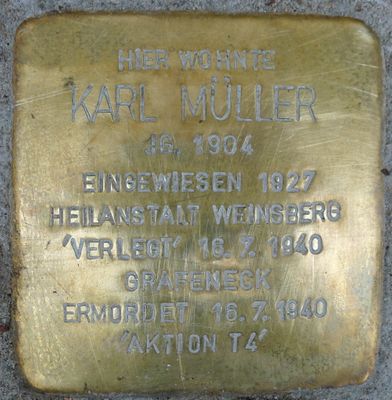 HIER WOHNTE
KARL MÜLLER
JG. 1904
EINGEWIESEN 1927
HEILANSTALT WEINSBERG
'VERLEGT' 16. 7. 1940
GRAFENECK
ERMORDET 16. 7. 1940
'AKTION T4'